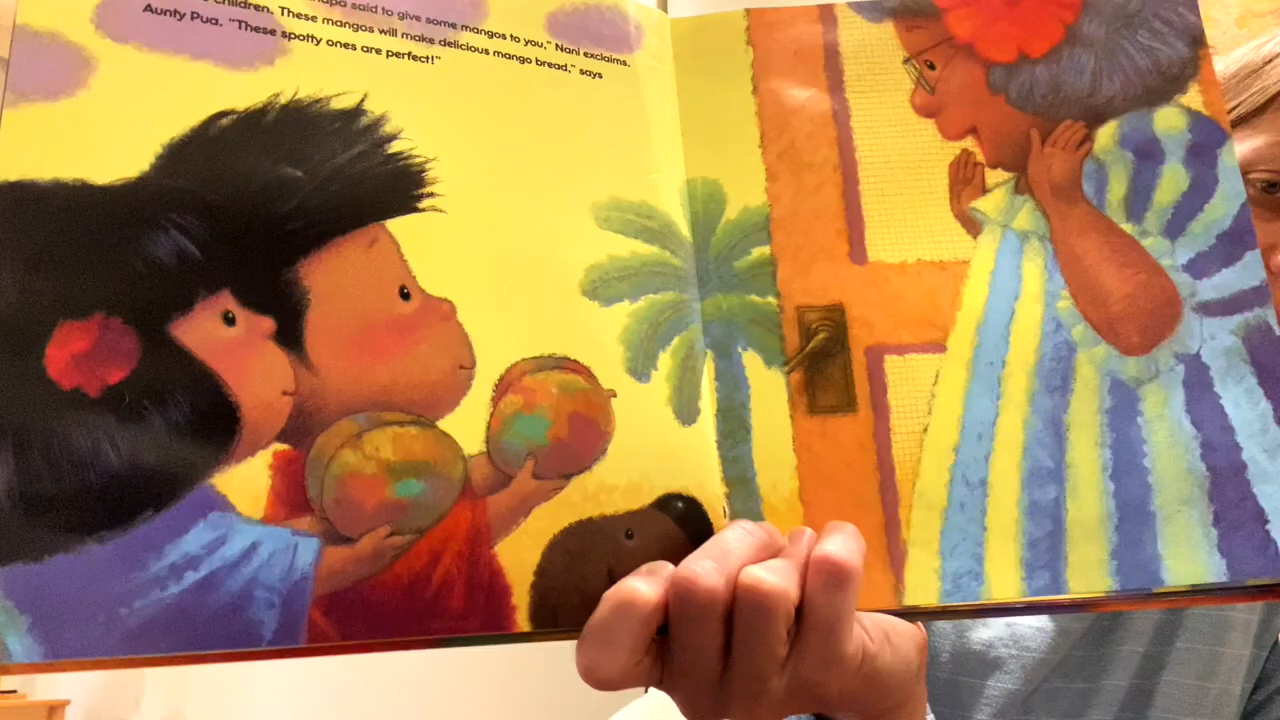 children. These mangos will make delicious mango bread," says
Aunty Pua. "These spotty ones are perfect!"
said to give some mangos to you," Nani exclaims.